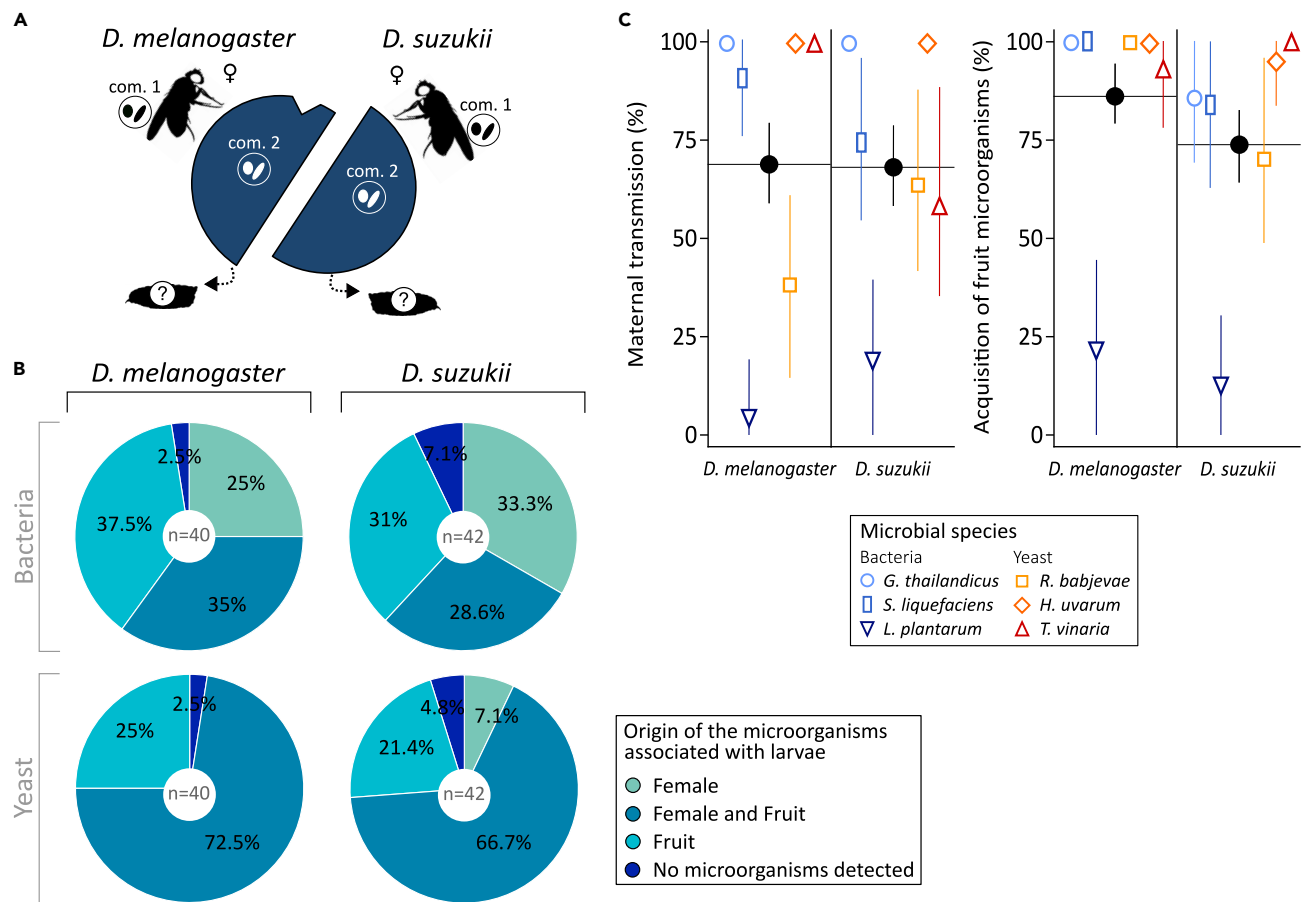 A
D. melanogaster
D. suzukii
♀
♀
com. 1
com. 1
com. 2
com. 2
?
?
B
D. melanogaster
D. suzukii
Bacteria
2.5%
25%
37.5%
n=40
35%
7.1%
33.3%
31%
n=42
28.6%
Yeast
2.5%
25%
n=40
72.5%
4.8%
7.1%
21.4%
n=42
66.7%
C
Maternal transmission (%)
100
75
50
25
0
D. melanogaster
D. suzukii
Acquisition of fruit microorganisms (%)
100
75
50
25
0
D. melanogaster
D. suzukii
Microbial species
Bacteria
Yeast
G. thailandicus
R. babjevae
S. liquefaciens
H. uvarum
L. plantarum
T. vinaria
Origin of the microorganisms
associated with larvae
Female
Female and Fruit
Fruit
No microorganisms detected